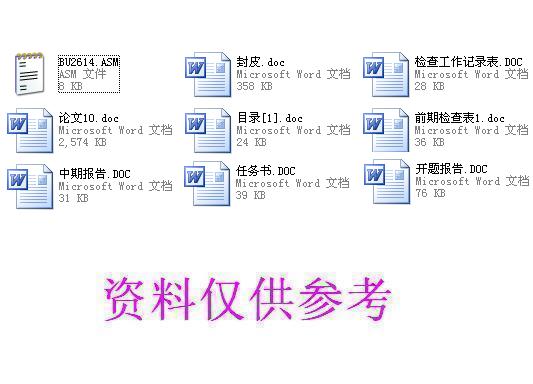 BU2614.ASM
ASM 文件
8 KB
封皮.doc
Microsoft Word 文档
358 KB
检查工作记录表.DOC
Microsoft Word 文档
28 KB
论文10.doc
Microsoft Word 文档
2,574 KB
目录[1].doc
Microsoft Word 文档
24 KB
前期检查表1.doc
Microsoft Word 文档
36 KB
中期报告.DOC
Microsoft Word 文档
31 KB
任务书.DOC
Microsoft Word 文档
39 KB
开题报告.DOC
Microsoft Word 文档
76 KB
资料仅供参考